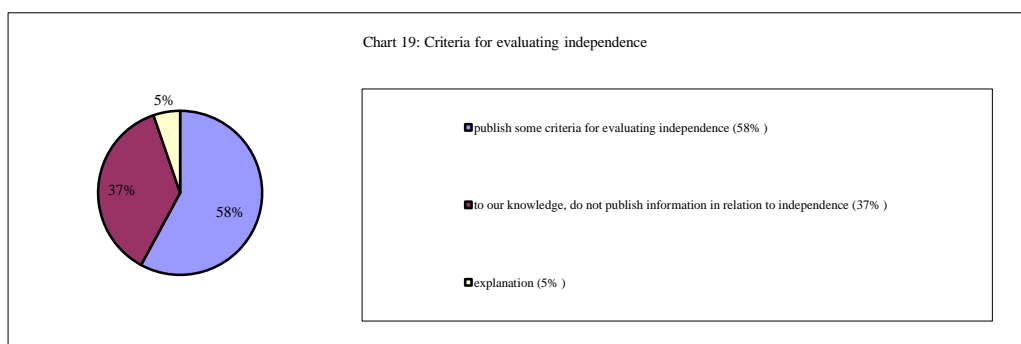 Chart 19: Criteria for evaluating independence
5%
37%
58%
publish some criteria for evaluating independence (58% )
to our knowledge, do not publish information in relation to independence (37% )
explanation (5% )